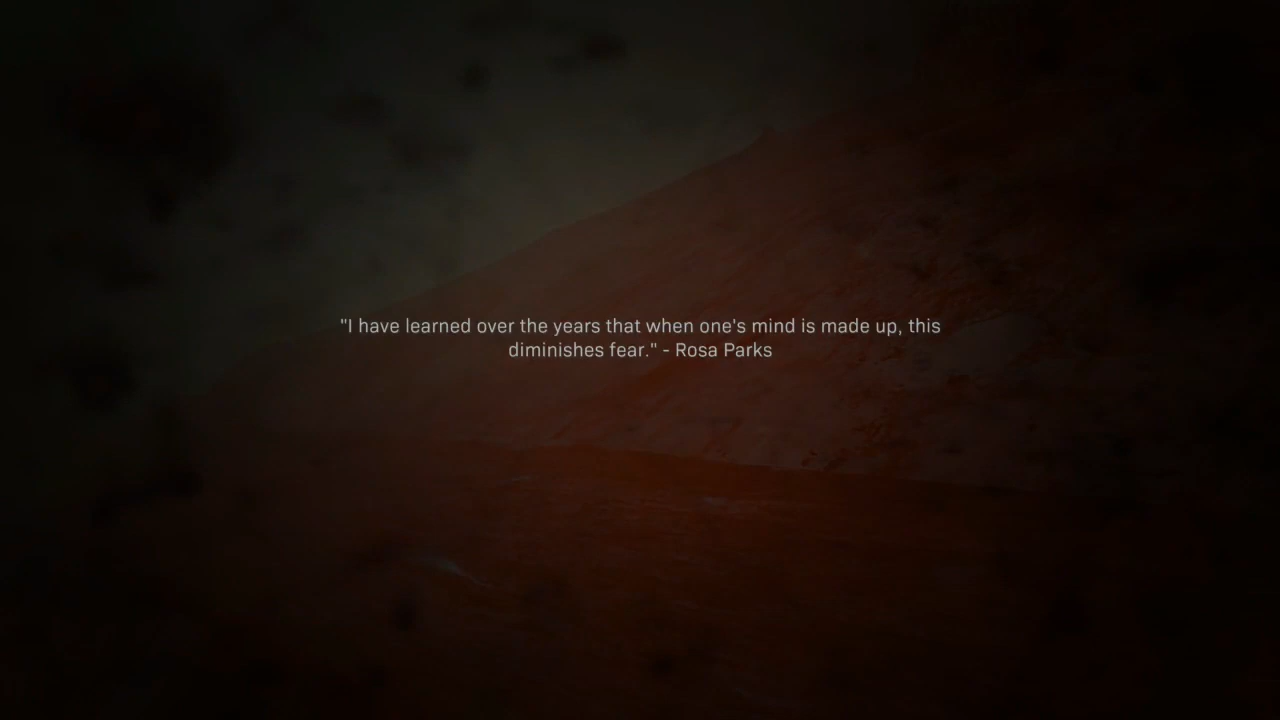 "I have learned over the years that when one's mind is made up, this
diminishes fear." - Rosa Parks